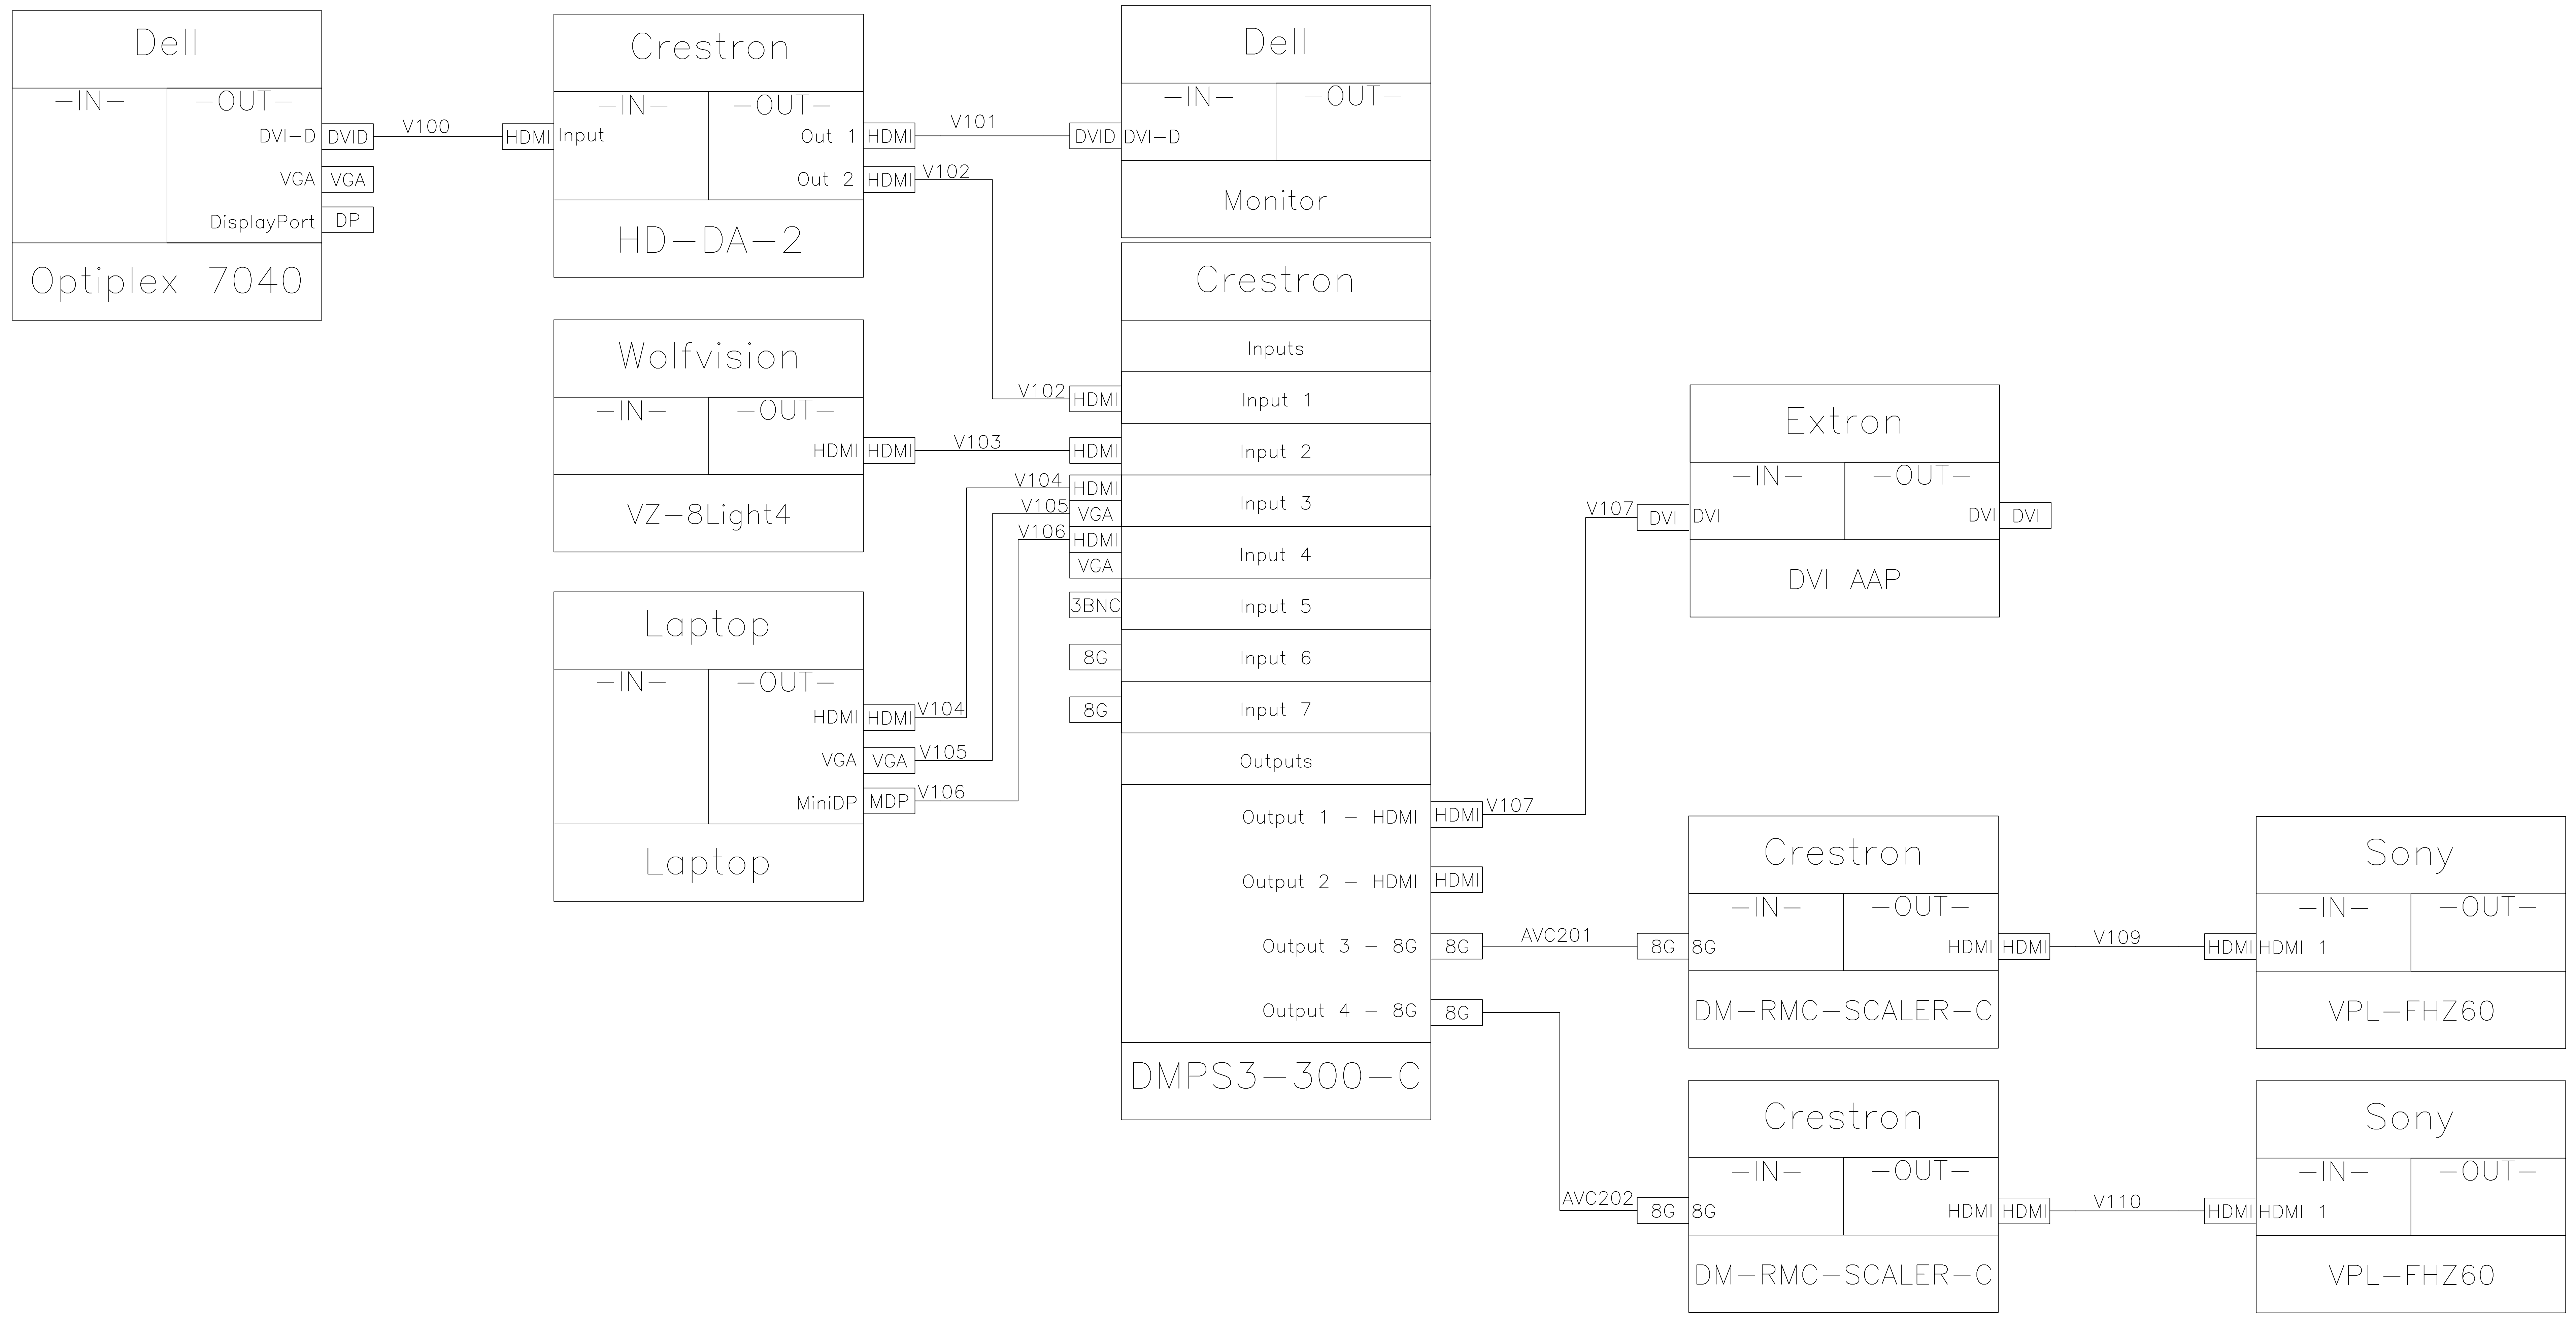 Dell
-IN- -OUT-
DVI-D DVID
VGA VGA
DisplayPort DP
Optiplex 7040
V100
Crestron
-IN- -OUT-
HDMI Input Out 1 HDMI
Out 2 HDMI
HD-DA-2
V101
V102
Dell
-IN- -OUT-
DVID DVI-D
Monitor
Wolfvision
-IN- -OUT-
HDMI HDMI
VZ-8Light4
V103
Laptop
-IN- -OUT-
HDMI HDMI V104
VGA VGA V105
MiniDP MDP V106
Laptop
Crestron
Inputs
V102 HDMI Input 1
HDMI Input 2
V104 HDMI Input 3
V105 VGA
V106 HDMI Input 4
VGA
3BNC Input 5
8G Input 6
8G Input 7
Outputs
Output 1 - HDMI HDMI V107
Output 2 - HDMI HDMI
Output 3 - 8G 8G AVC201
Output 4 - 8G 8G
DMPS3-300-C
Extron
-IN- -OUT-
V107 DVI DVI DVI DVI
DVI AAP
Crestron
-IN- -OUT-
8G 8G HDMI HDMI V109
DM-RMC-SCALER-C
Sony
-IN- -OUT-
HDMI HDMI 1
VPL-FHZ60
Crestron
-IN- -OUT-
AVC202 8G 8G HDMI HDMI V110
DM-RMC-SCALER-C
Sony
-IN- -OUT-
HDMI HDMI 1
VPL-FHZ60